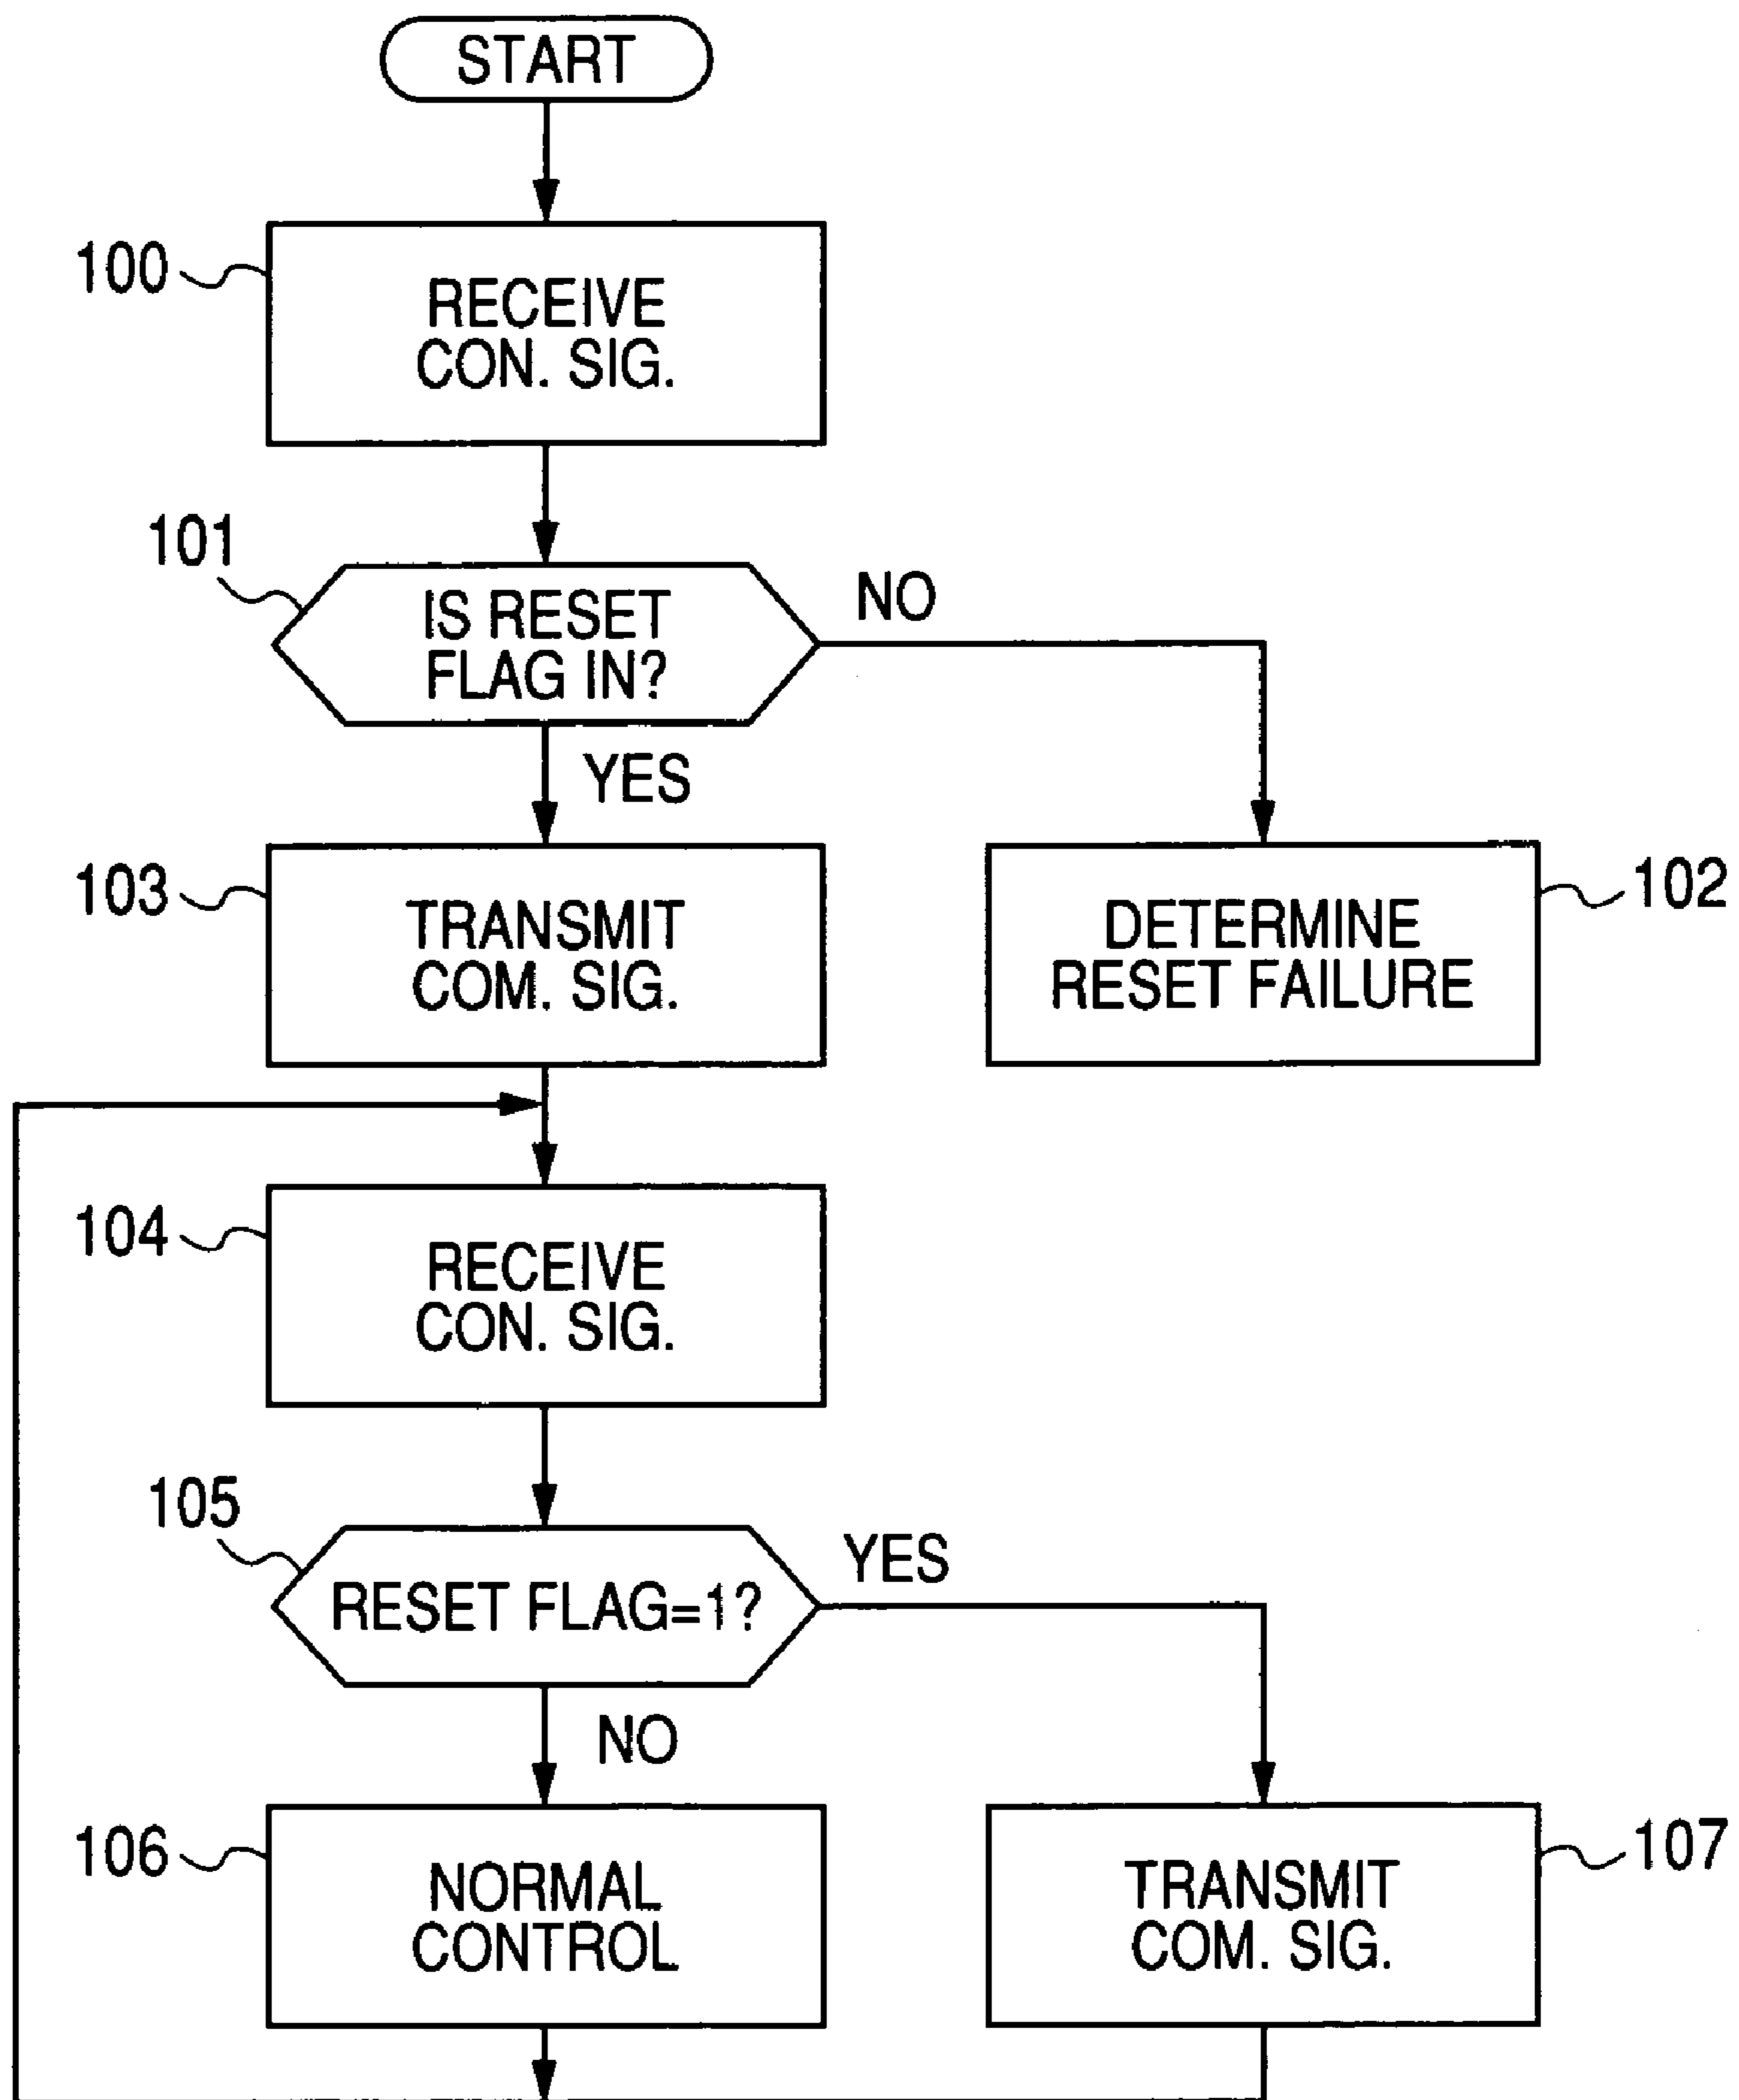 START
100
RECEIVE
CON. SIG.
101
IS RESET
FLAG IN?
NO
YES
103
TRANSMIT
COM. SIG.
102
DETERMINE
RESET FAILURE
104
RECEIVE
CON. SIG.
105
RESET FLAG=1?
YES
NO
106
NORMAL
CONTROL
107
TRANSMIT
COM. SIG.